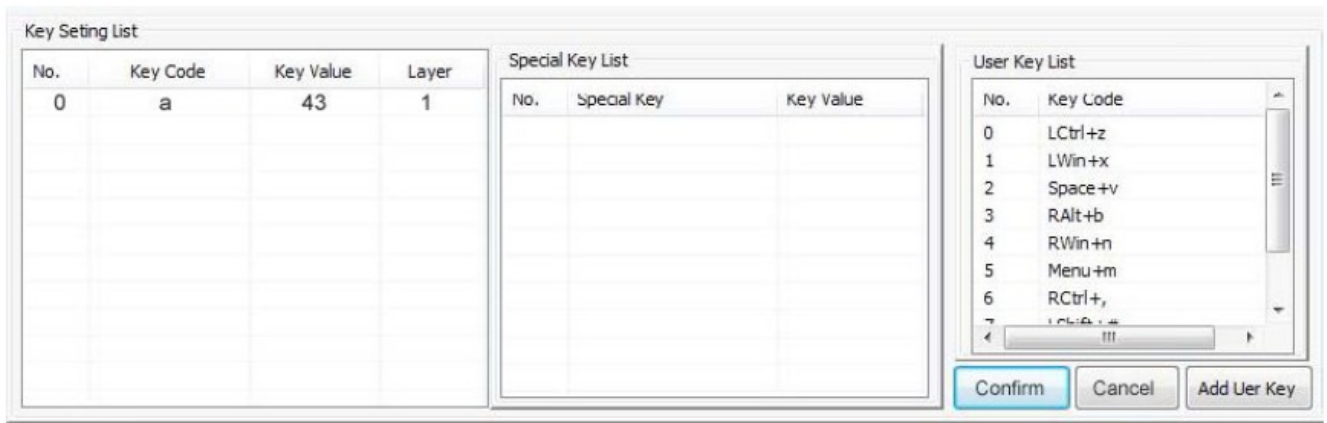 Key Seting List
No. Key Code Key Value Layer
0 a 43 1
Special Key List
No. Special Key Key Value
User Key List
No. Key Code
0 LCtrl+z
1 LWin+x
2 Space+v
3 RAlt+b
4 RWin+n
5 Menu+m
6 RCtrl+,
Confirm Cancel Add Uer Key